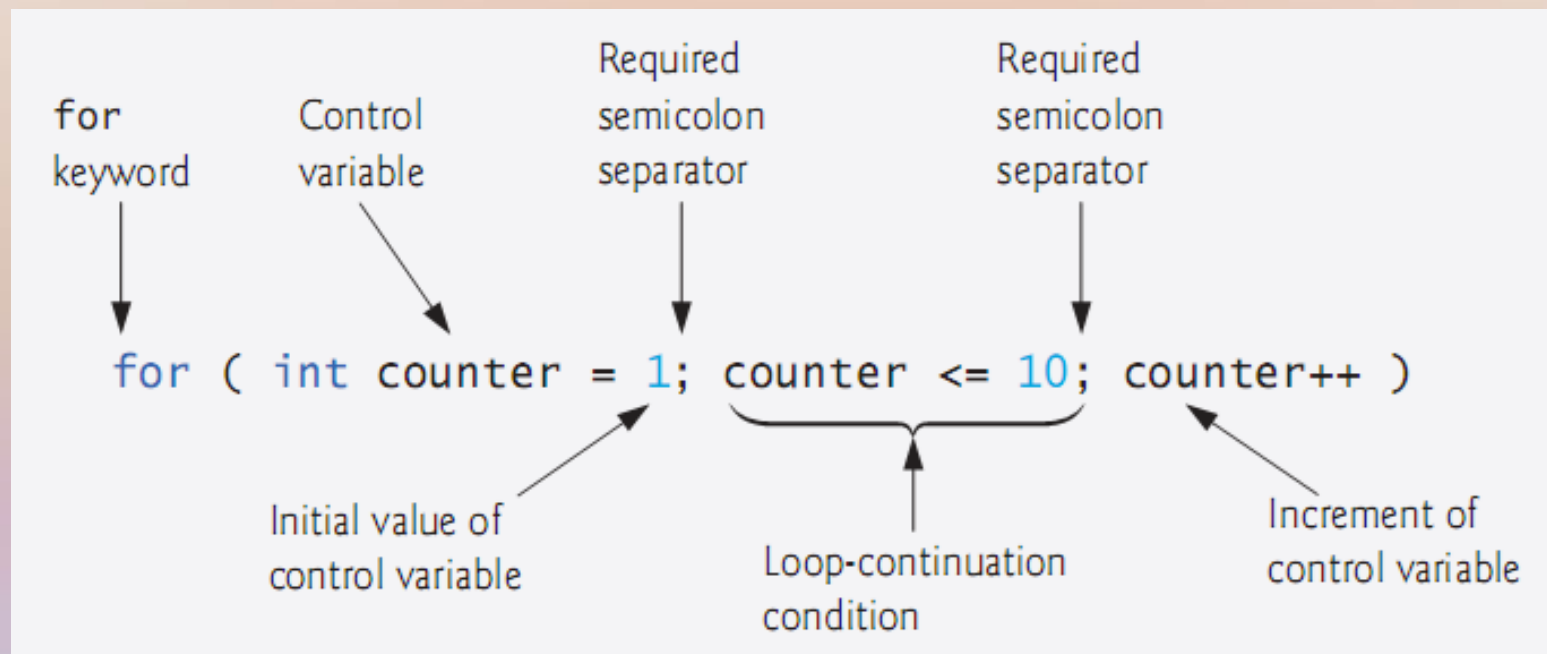 for
keyword
Control
variable
Required
semicolon
separator
Required
semicolon
separator
for ( int counter = 1; counter <= 10; counter++ )
Initial value of
control variable
Loop-continuation
condition
Increment of
control variable